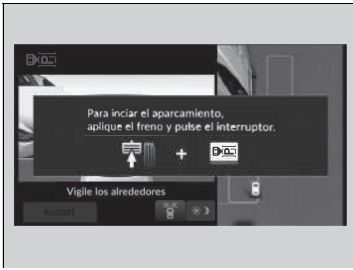 Para inciar el aparcamiento,
aplique el freno y pulse el interruptor.
+
Vigile los alrededores